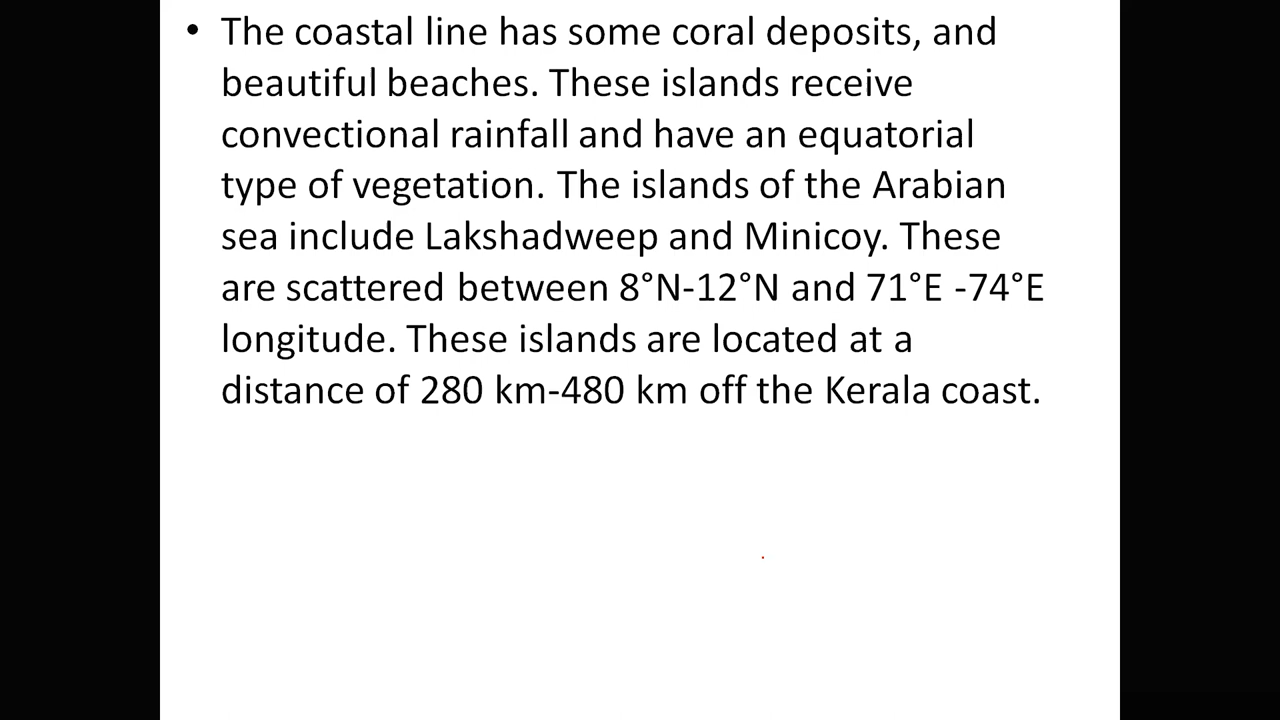 • The coastal line has some coral deposits, and
beautiful beaches. These islands receive
convectional rainfall and have an equatorial
type of vegetation. The islands of the Arabian
sea include Lakshadweep and Minicoy. These
are scattered between 8°N-12°N and 71°E -74°E
longitude. These islands are located at a
distance of 280 km-480 km off the Kerala coast.